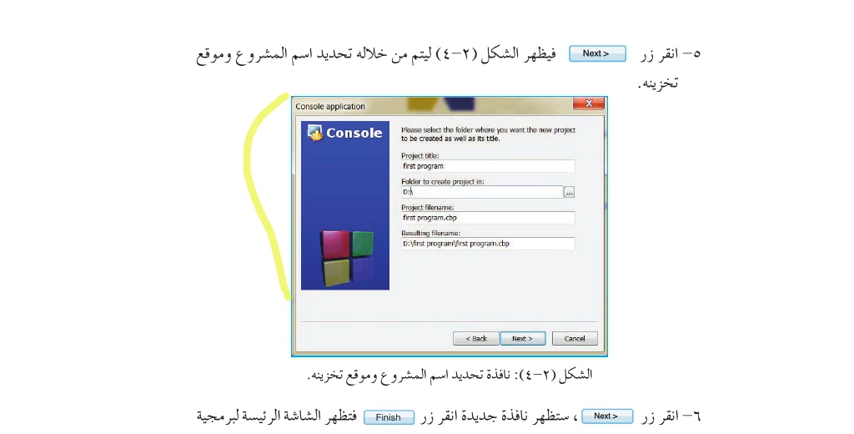 ٥- انقر زر Next > فيظهر الشكل (٢-٤) ليتم من خلاله تحديد اسم المشروع وموقع
تخزينه.
Console application
Console
Please select the folder where you want the new project
to be created as well as its title.
Project title:
first program
Folder to create project in:
D:\
...
Project filename:
first program.cbp
Resulting filename:
D:\first program\first program.cbp
< Back Next > Cancel
الشكل (٢-٤): نافذة تحديد اسم المشروع وموقع تخزينه.
٦- انقر زر Next > ، ستظهر نافذة جديدة انقر زر Finish فتظهر الشاشة الرئيسة لبرمجية